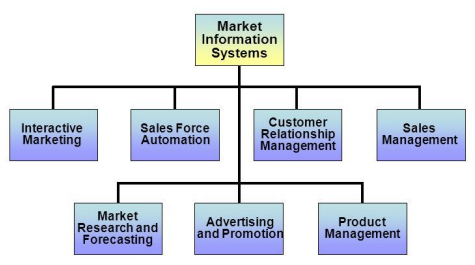 Market
Information
Systems
Interactive
Marketing
Sales Force
Automation
Customer
Relationship
Management
Sales
Management
Market
Research and
Forecasting
Advertising
and Promotion
Product
Management